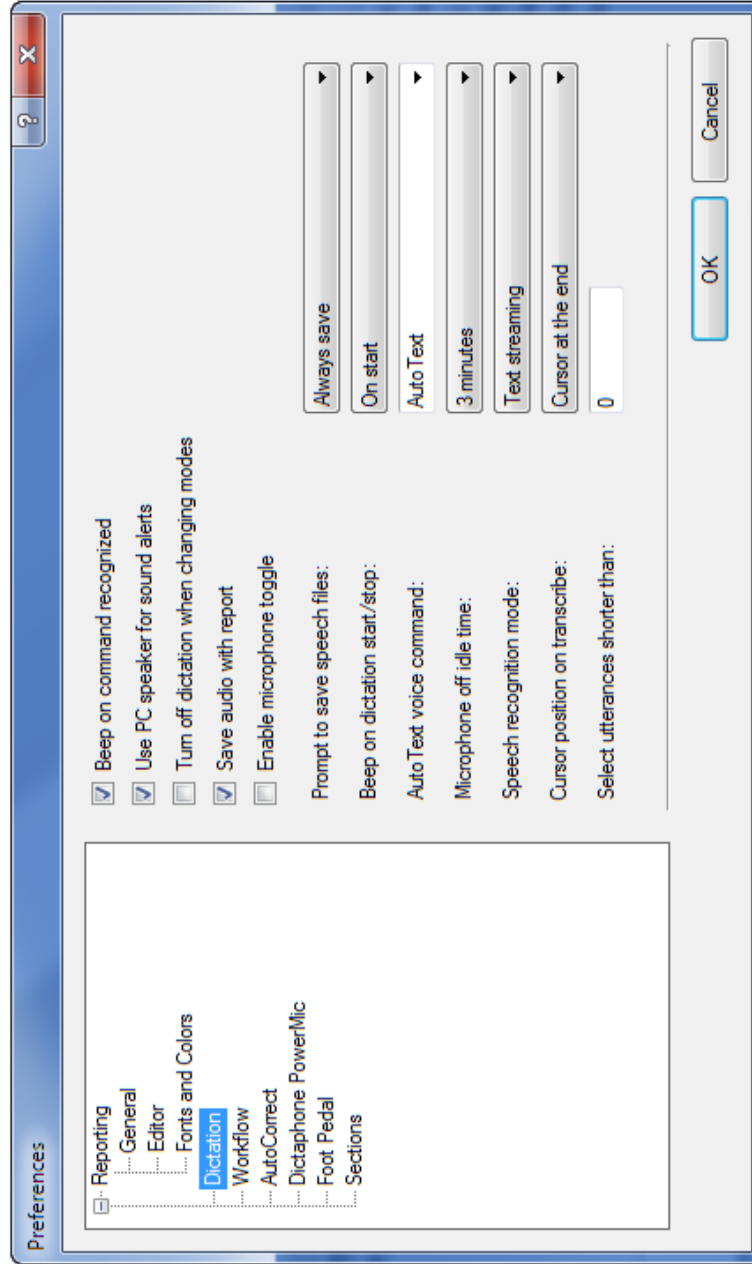 Preferences
Reporting
General
Editor
Fonts and Colors
Dictation
Workflow
AutoCorrect
Dictaphone PowerMic
Foot Pedal
Sections
Beep on command recognized
Use PC speaker for sound alerts
Turn off dictation when changing modes
Save audio with report
Enable microphone toggle
Prompt to save speech files: Always save
Beep on dictation start/stop: On start
AutoText voice command: AutoText
Microphone off idle time: 3 minutes
Speech recognition mode: Text streaming
Cursor position on transcribe: Cursor at the end
Select utterances shorter than: 0
OK Cancel